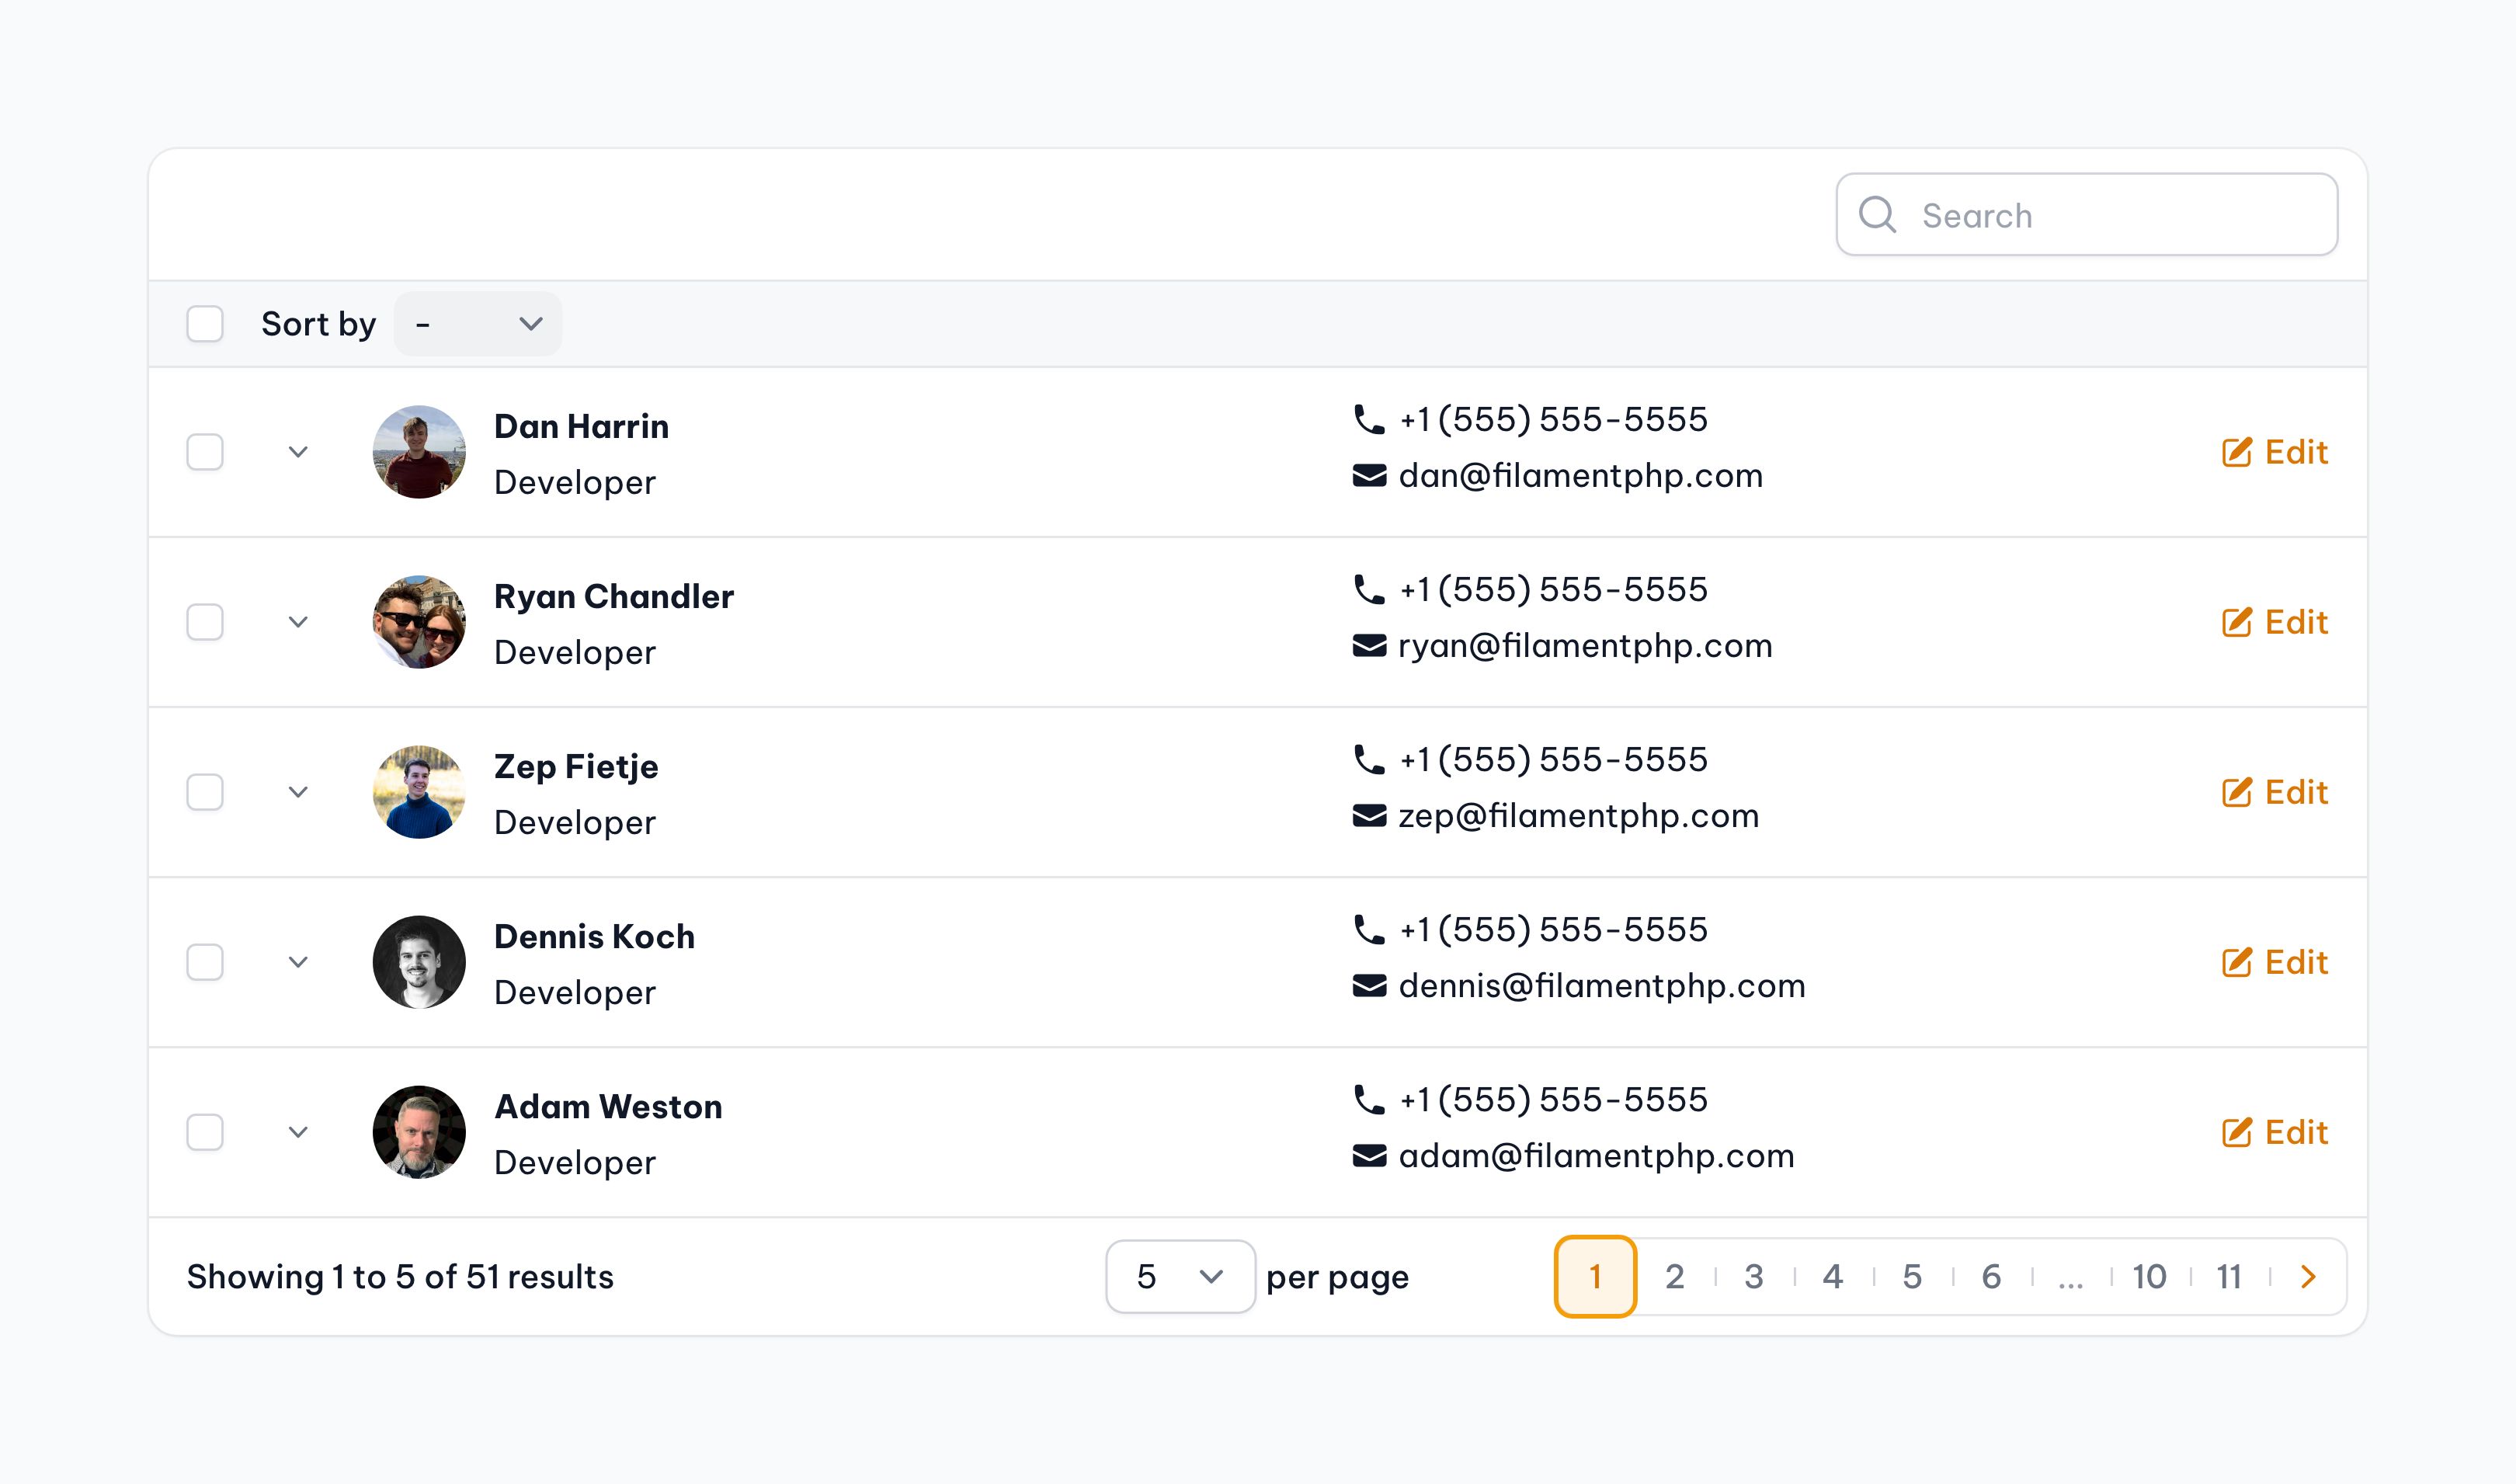 Search
Sort by -
Dan Harrin
Developer
+1 (555) 555-5555
dan@filamentphp.com
Edit
Ryan Chandler
Developer
+1 (555) 555-5555
ryan@filamentphp.com
Edit
Zep Fietje
Developer
+1 (555) 555-5555
zep@filamentphp.com
Edit
Dennis Koch
Developer
+1 (555) 555-5555
dennis@filamentphp.com
Edit
Adam Weston
Developer
+1 (555) 555-5555
adam@filamentphp.com
Edit
Showing 1 to 5 of 51 results
5 per page
1 2 3 4 5 6 ... 10 11